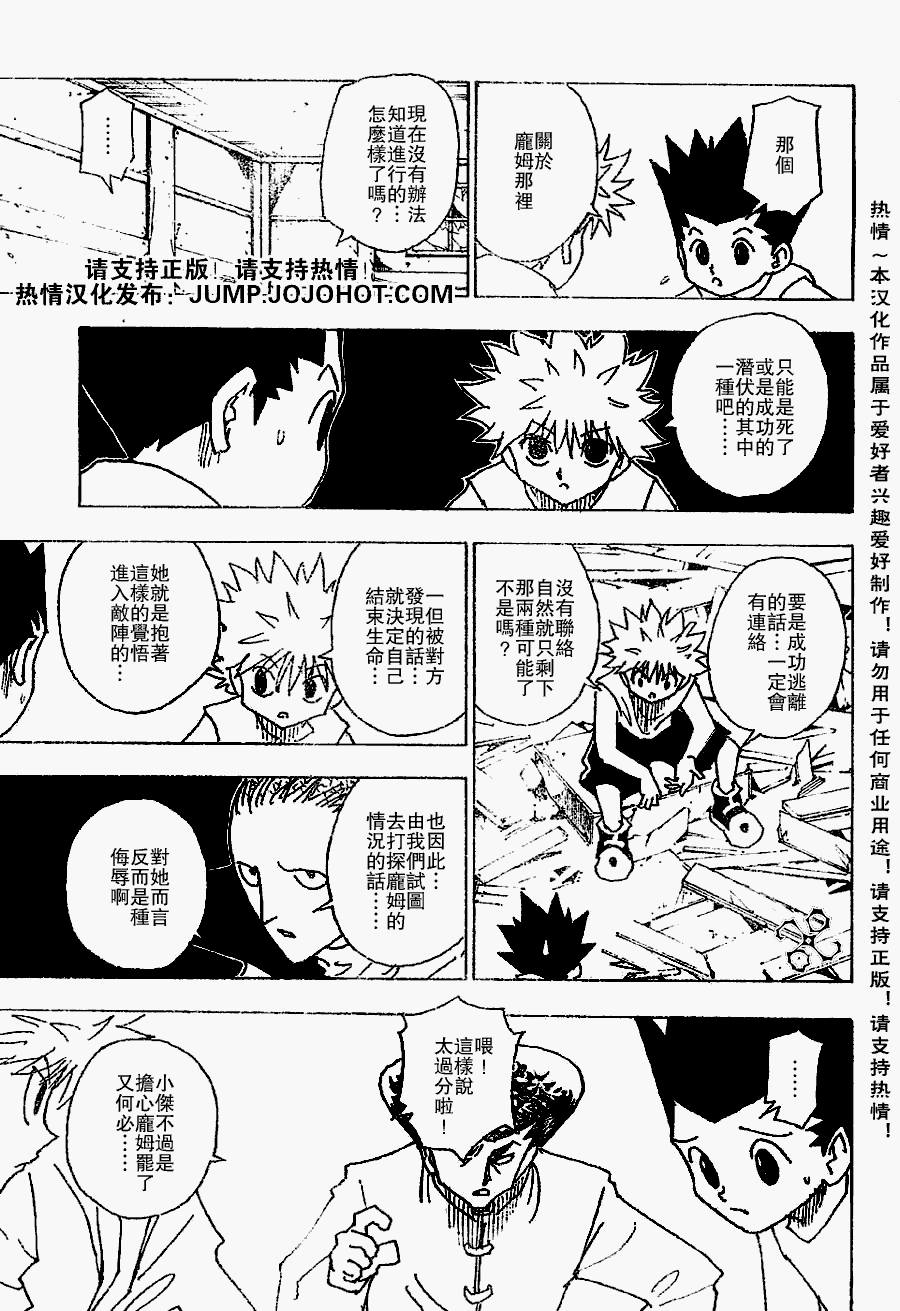 那個
關於
龐姆那裡
現在沒有辦法
知道進行的…
怎麼樣了嗎？
……
请支持正版！ 请支持热情！
热情汉化发布：JUMP.JOJOHOT.COM
只能是死了
或是成功的
潛伏的其中
一種吧……
要是成功逃離
的話…一定會
有連絡
沒有聯絡
自然就只剩下
那兩種可能了
不是嗎？
一但被對方
發現的話…
就決定自己
結束生命…
她就是抱著
這樣的覺悟
進入敵陣的…
也因此…
由我們試圖
去打探龐姆的
情況的話……
對她而言
反而是種
侮辱啊
……
喂！
這樣說
太過分啦！
小傑不過是
擔心龐姆罷了
又何必……
热情～本汉化作品属于爱好者兴趣爱好制作！请勿用于任何商业用途！请支持正版！请支持热情！